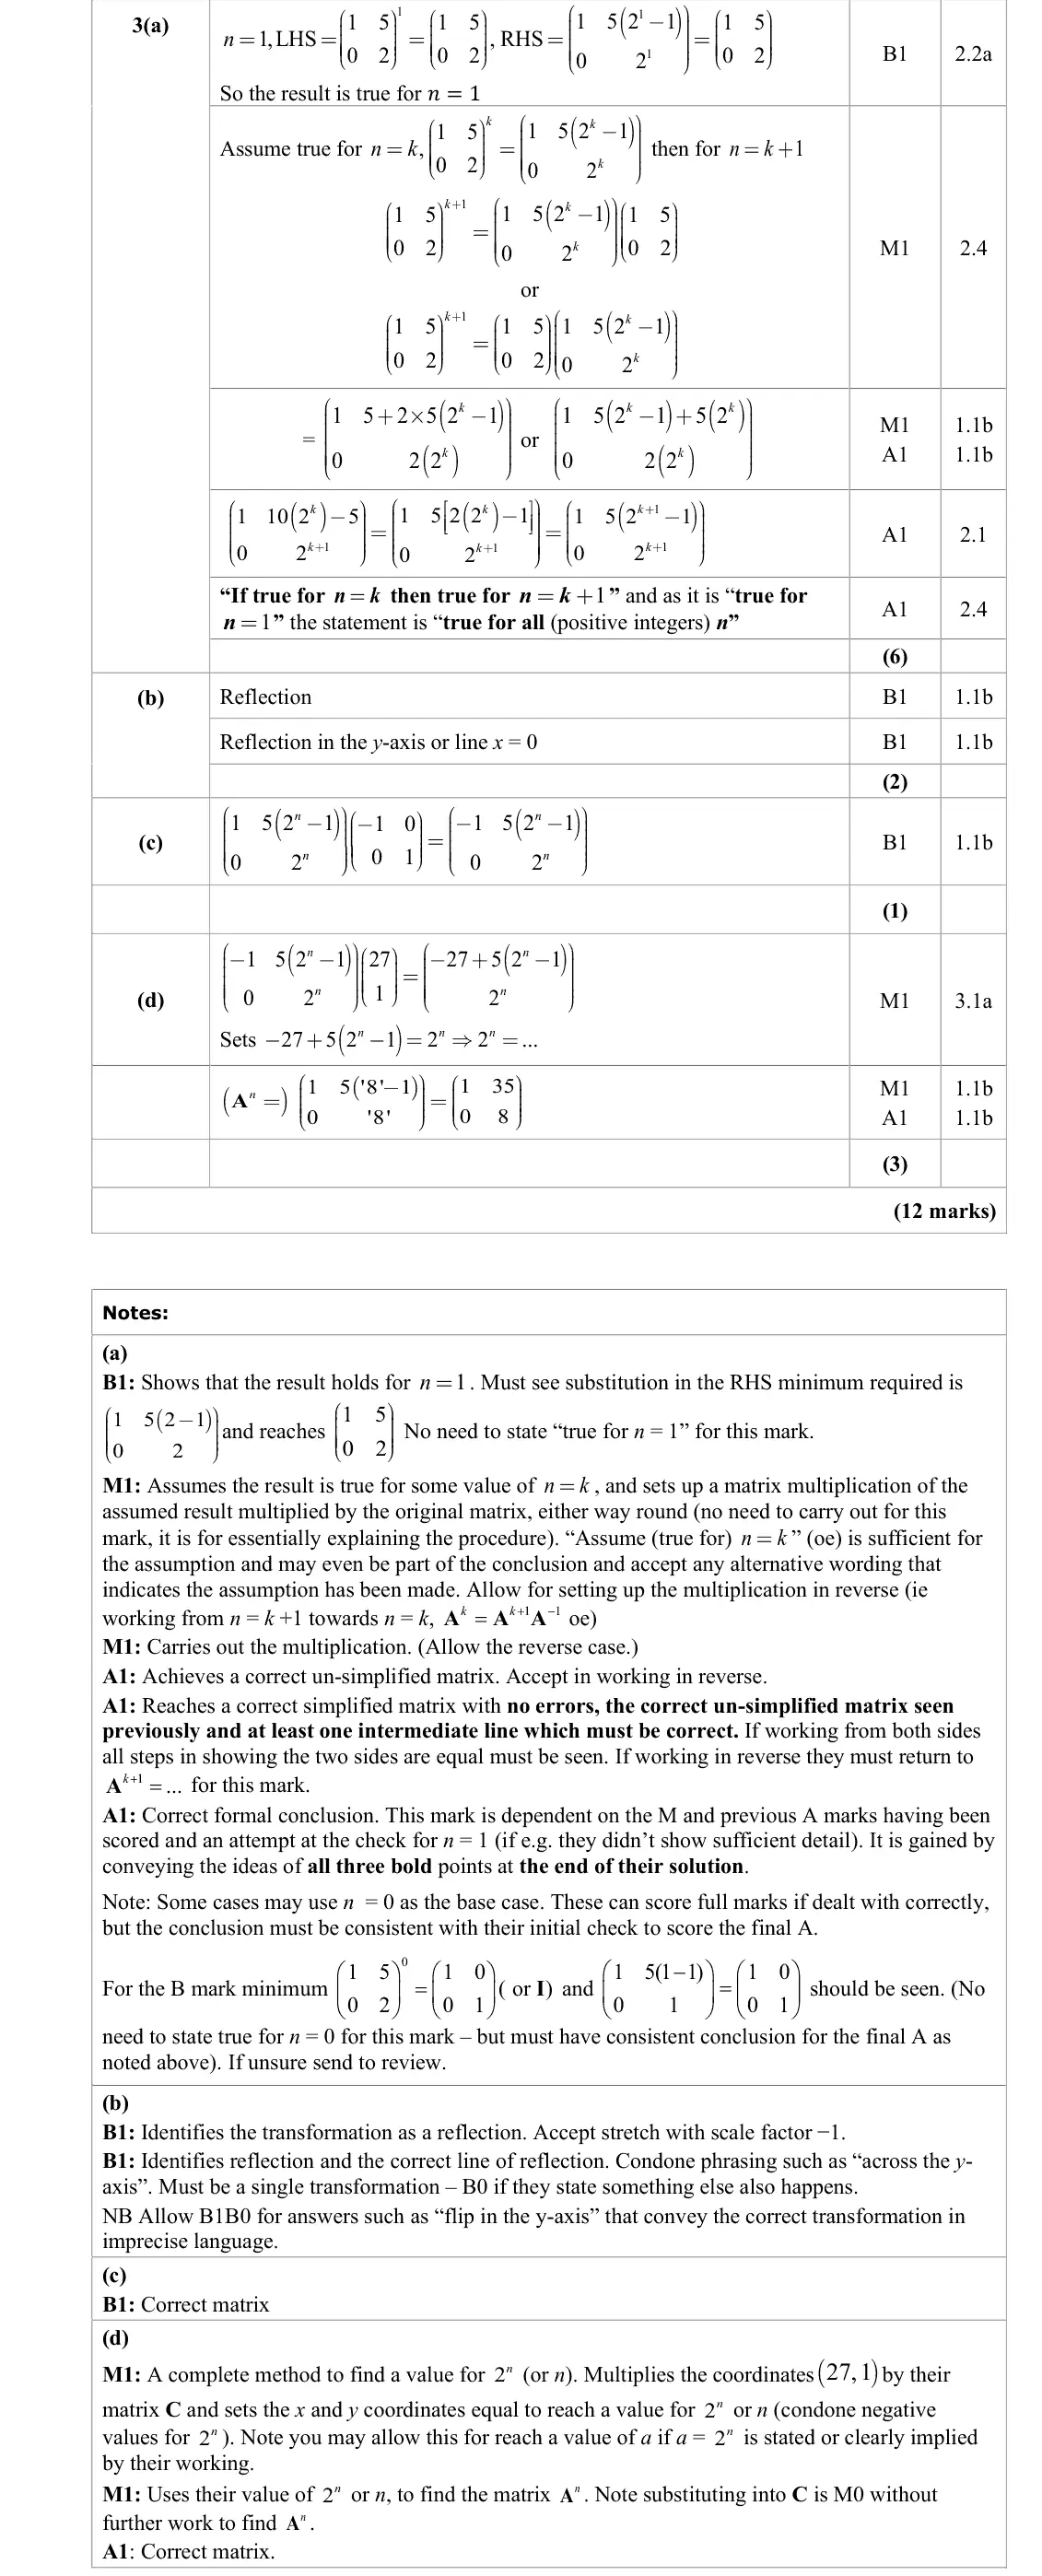 3(a)
n = 1, LHS = (1 5; 0 2)^1 = (1 5; 0 2), RHS = (1 5(2^1 − 1); 0 2^1) = (1 5; 0 2)
So the result is true for n = 1
B1 2.2a
Assume true for n = k, (1 5; 0 2)^k = (1 5(2^k − 1); 0 2^k) then for n = k + 1
(1 5; 0 2)^(k+1) = (1 5(2^k − 1); 0 2^k)(1 5; 0 2)
or
(1 5; 0 2)^(k+1) = (1 5; 0 2)(1 5(2^k − 1); 0 2^k)
M1 2.4
= (1 5 + 2×5(2^k − 1); 0 2(2^k)) or (1 5(2^k − 1) + 5(2^k); 0 2(2^k))
M1 1.1b
A1 1.1b
(1 10(2^k) − 5; 0 2^(k+1)) = (1 5[2(2^k) − 1]; 0 2^(k+1)) = (1 5(2^(k+1) − 1); 0 2^(k+1))
A1 2.1
“If true for n = k then true for n = k + 1” and as it is “true for
n = 1” the statement is “true for all (positive integers) n”
A1 2.4
(6)
(b) Reflection B1 1.1b
Reflection in the y-axis or line x = 0 B1 1.1b
(2)
(c) (1 5(2^n − 1); 0 2^n)(−1 0; 0 1) = (−1 5(2^n − 1); 0 2^n) B1 1.1b
(1)
(d) (−1 5(2^n − 1); 0 2^n)(27; 1) = (−27 + 5(2^n − 1); 2^n)
Sets −27 + 5(2^n − 1) = 2^n ⇒ 2^n = ...
M1 3.1a
(A^n =) (1 5('8'− 1); 0 '8') = (1 35; 0 8)
M1 1.1b
A1 1.1b
(3)
(12 marks)
Notes:
(a)
B1: Shows that the result holds for n = 1. Must see substitution in the RHS minimum required is
(1 5(2 − 1); 0 2) and reaches (1 5; 0 2) No need to state “true for n = 1” for this mark.
M1: Assumes the result is true for some value of n = k, and sets up a matrix multiplication of the
assumed result multiplied by the original matrix, either way round (no need to carry out for this
mark, it is for essentially explaining the procedure). “Assume (true for) n = k” (oe) is sufficient for
the assumption and may even be part of the conclusion and accept any alternative wording that
indicates the assumption has been made. Allow for setting up the multiplication in reverse (ie
working from n = k +1 towards n = k, A^k = A^(k+1)A^(−1) oe)
M1: Carries out the multiplication. (Allow the reverse case.)
A1: Achieves a correct un-simplified matrix. Accept in working in reverse.
A1: Reaches a correct simplified matrix with no errors, the correct un-simplified matrix seen
previously and at least one intermediate line which must be correct. If working from both sides
all steps in showing the two sides are equal must be seen. If working in reverse they must return to
A^(k+1) = ... for this mark.
A1: Correct formal conclusion. This mark is dependent on the M and previous A marks having been
scored and an attempt at the check for n = 1 (if e.g. they didn’t show sufficient detail). It is gained by
conveying the ideas of all three bold points at the end of their solution.
Note: Some cases may use n = 0 as the base case. These can score full marks if dealt with correctly,
but the conclusion must be consistent with their initial check to score the final A.
For the B mark minimum (1 5; 0 2)^0 = (1 0; 0 1) ( or I) and (1 5(1−1); 0 1) = (1 0; 0 1) should be seen. (No
need to state true for n = 0 for this mark – but must have consistent conclusion for the final A as
noted above). If unsure send to review.
(b)
B1: Identifies the transformation as a reflection. Accept stretch with scale factor −1.
B1: Identifies reflection and the correct line of reflection. Condone phrasing such as “across the y-
axis”. Must be a single transformation – B0 if they state something else also happens.
NB Allow B1B0 for answers such as “flip in the y-axis” that convey the correct transformation in
imprecise language.
(c)
B1: Correct matrix
(d)
M1: A complete method to find a value for 2^n (or n). Multiplies the coordinates (27, 1) by their
matrix C and sets the x and y coordinates equal to reach a value for 2^n or n (condone negative
values for 2^n). Note you may allow this for reach a value of a if a = 2^n is stated or clearly implied
by their working.
M1: Uses their value of 2^n or n, to find the matrix A^n. Note substituting into C is M0 without
further work to find A^n.
A1: Correct matrix.